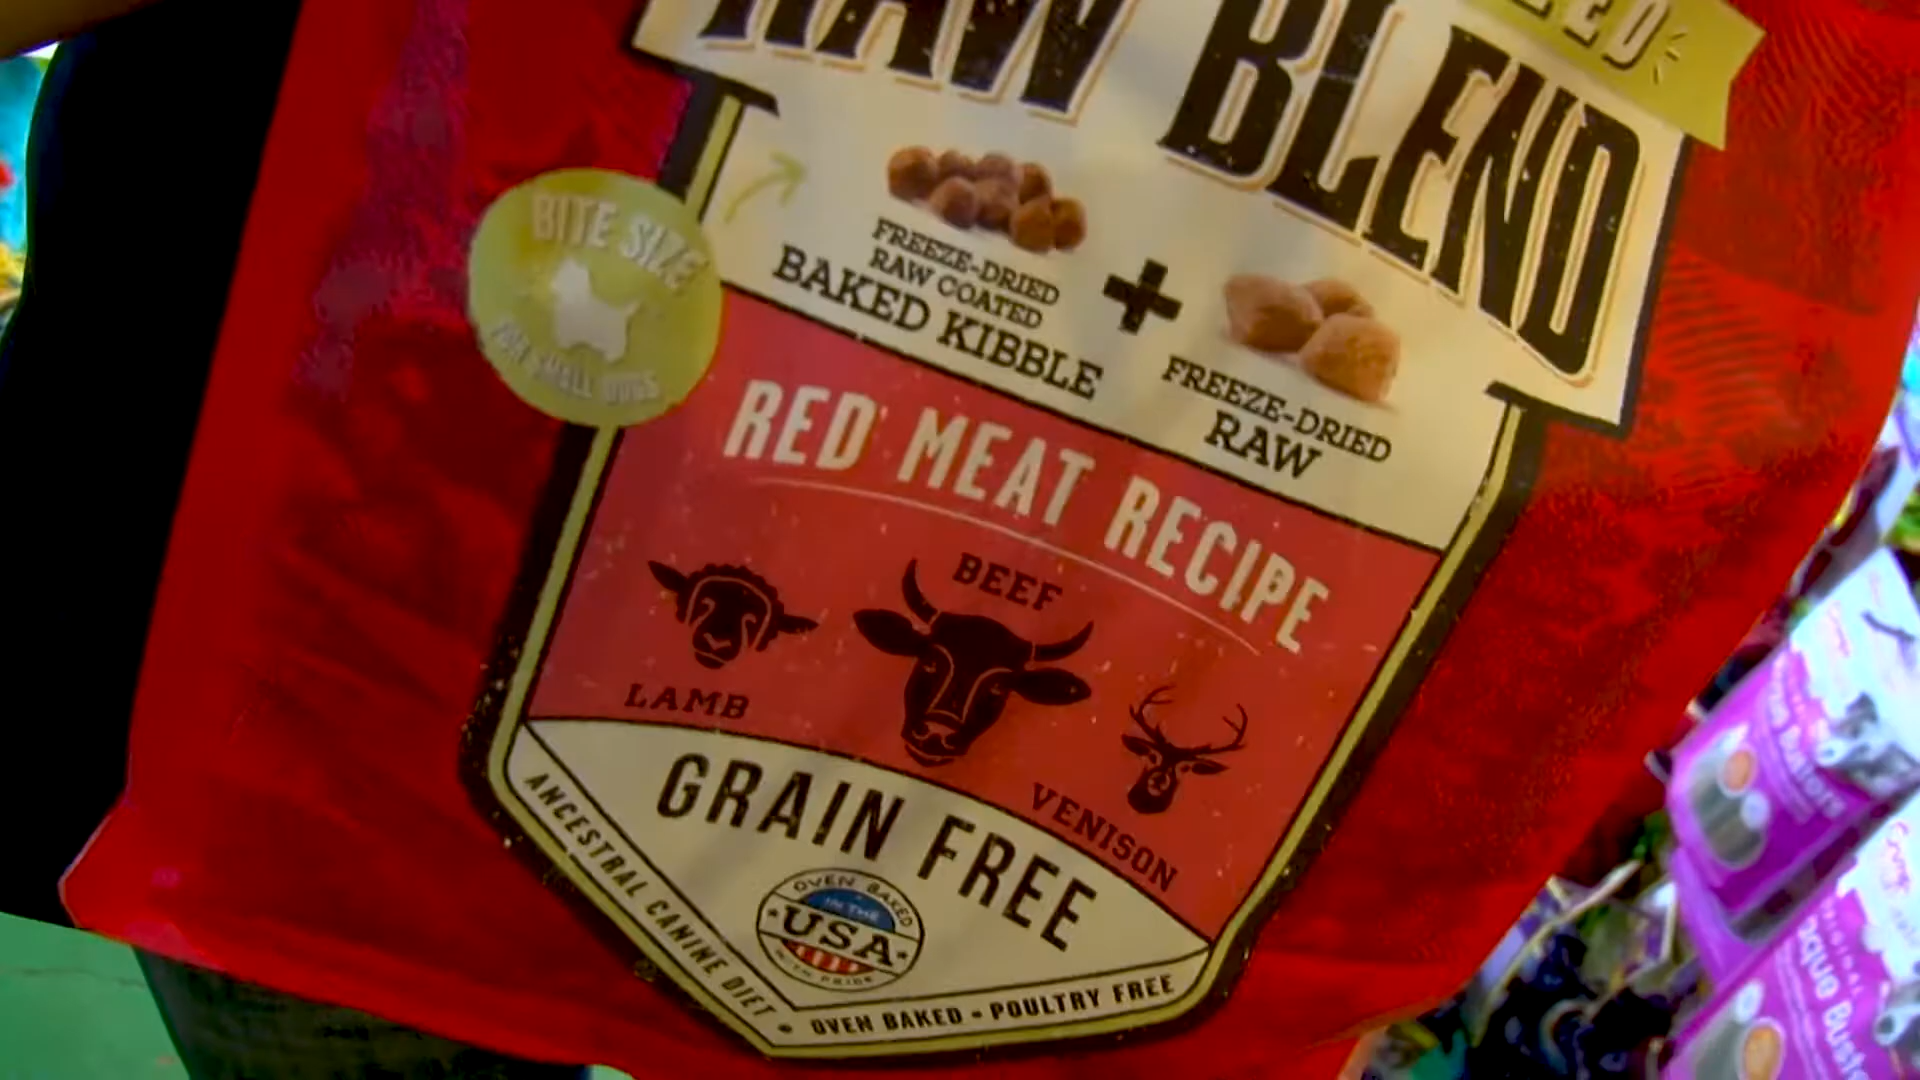 RAW BLEND
BITE SIZE
FOR SMALL DOGS
FREEZE-DRIED
RAW COATED
BAKED KIBBLE
+
FREEZE-DRIED
RAW
RED MEAT RECIPE
LAMB
BEEF
VENISON
GRAIN FREE
OVEN BAKED
IN THE
USA
WITH PRIDE
ANCESTRAL CANINE DIET • OVEN BAKED - POULTRY FREE